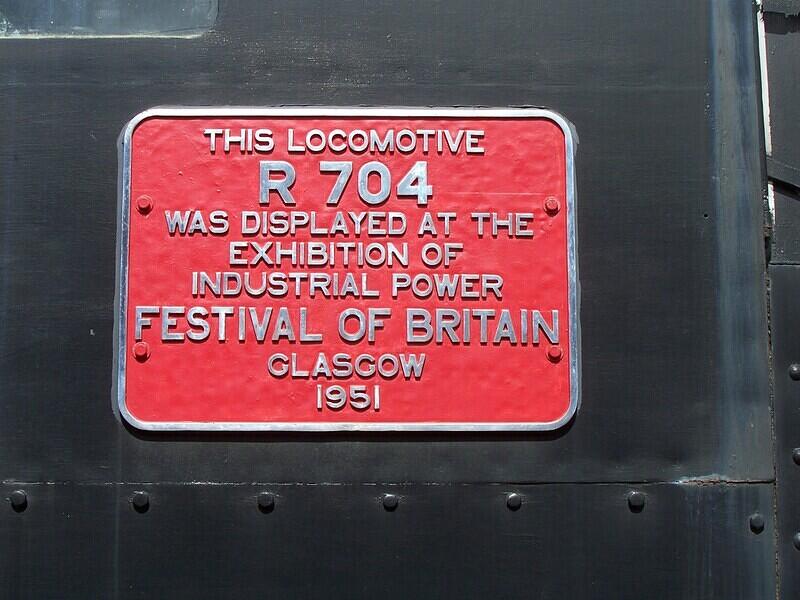 THIS LOCOMOTIVE
R 704
WAS DISPLAYED AT THE
EXHIBITION OF
INDUSTRIAL POWER
FESTIVAL OF BRITAIN
GLASGOW
1951